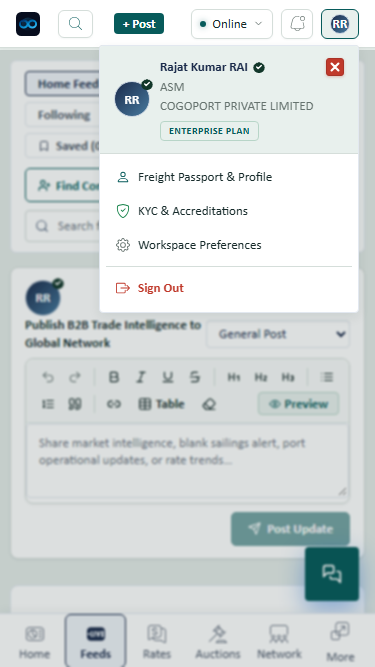 + Post
Online
RR
Rajat Kumar RAI
RR
ASM
COGOPORT PRIVATE LIMITED
ENTERPRISE PLAN
Freight Passport & Profile
KYC & Accreditations
Workspace Preferences
Sign Out
Home Feed
Following
Saved (
Find Co
Search f
RR
Publish B2B Trade Intelligence to
Global Network
General Post
B I U S H1 H2 H3
Table
Preview
Share market intelligence, blank sailings alert, port
operational updates, or rate trends...
Post Update
Home
LIVE
Feeds
Rates
Auctions
Network
More